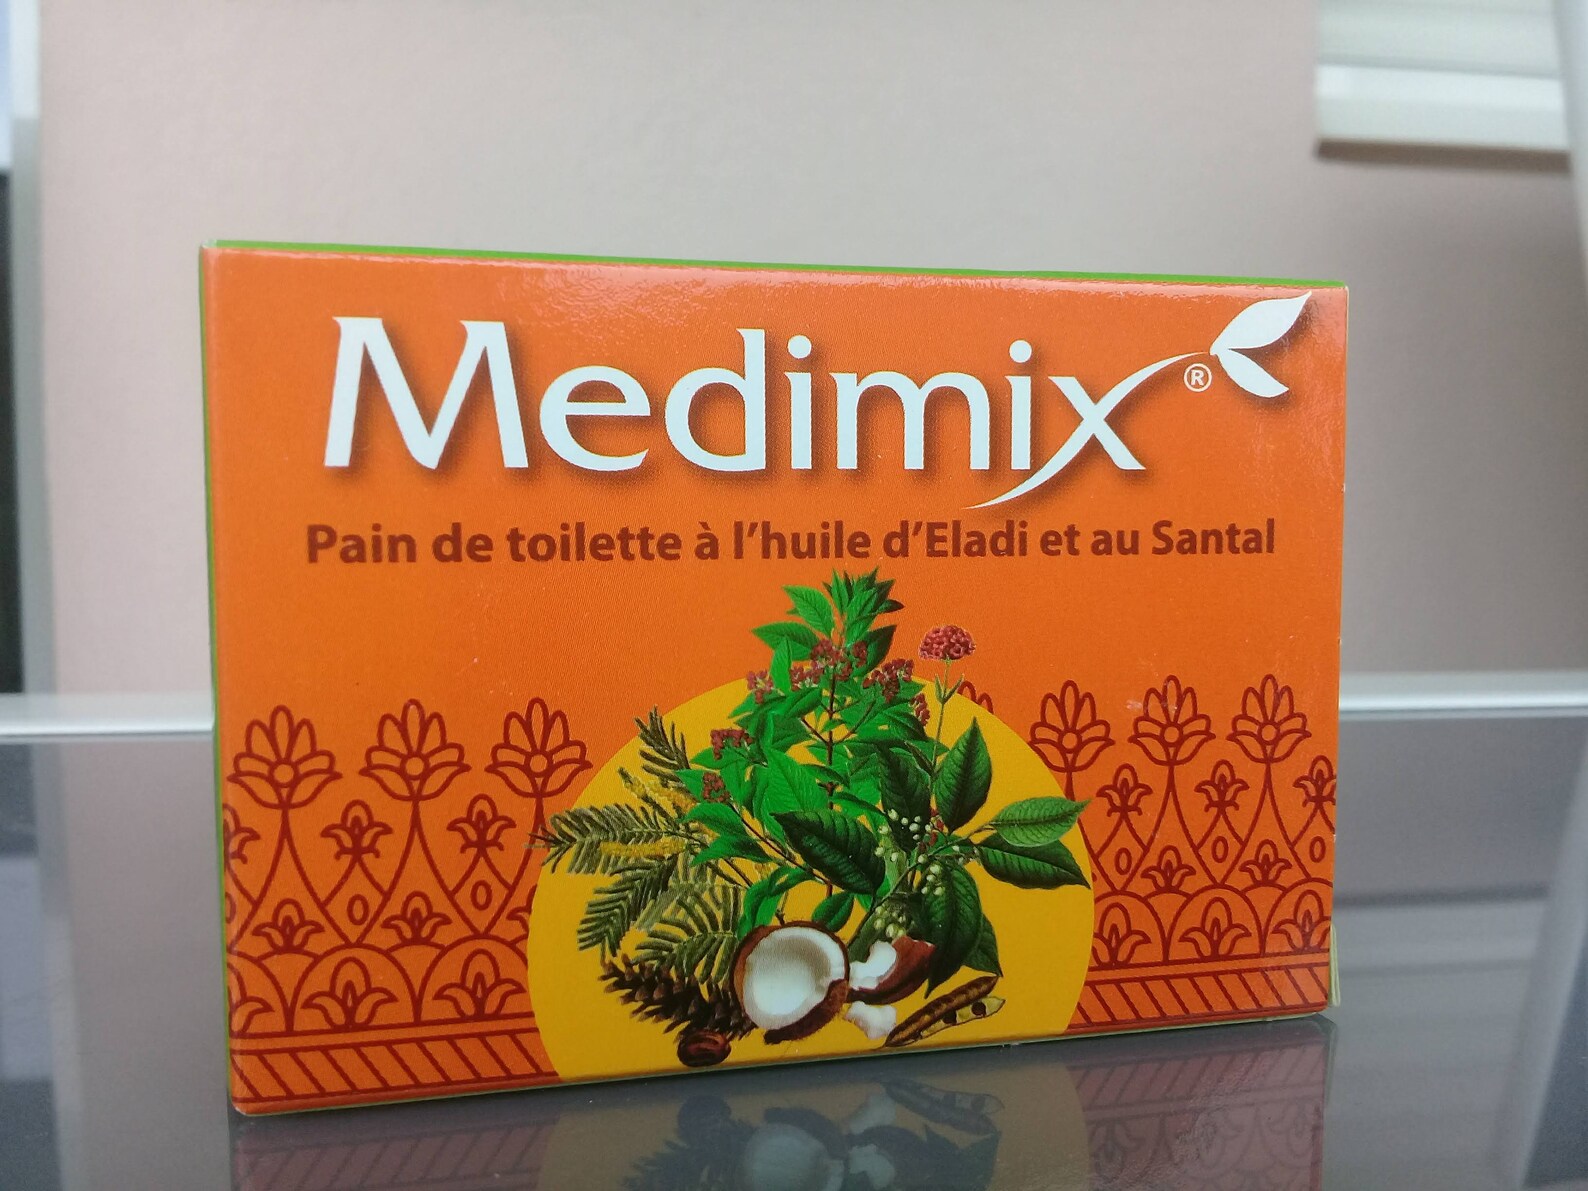 Medimix®
Pain de toilette à l'huile d'Eladi et au Santal